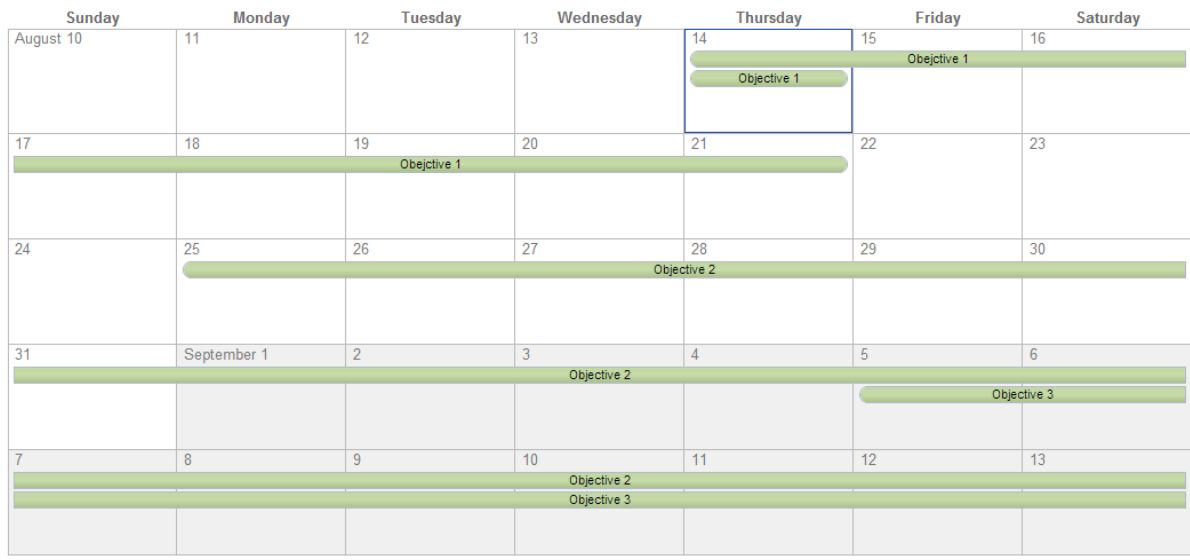 Sunday Monday Tuesday Wednesday Thursday Friday Saturday
August 10 11 12 13 14 15 16
Obejctive 1
Objective 1
17 18 19 20 21 22 23
Obejctive 1
24 25 26 27 28 29 30
Objective 2
31 September 1 2 3 4 5 6
Objective 2
Objective 3
7 8 9 10 11 12 13
Objective 2
Objective 3